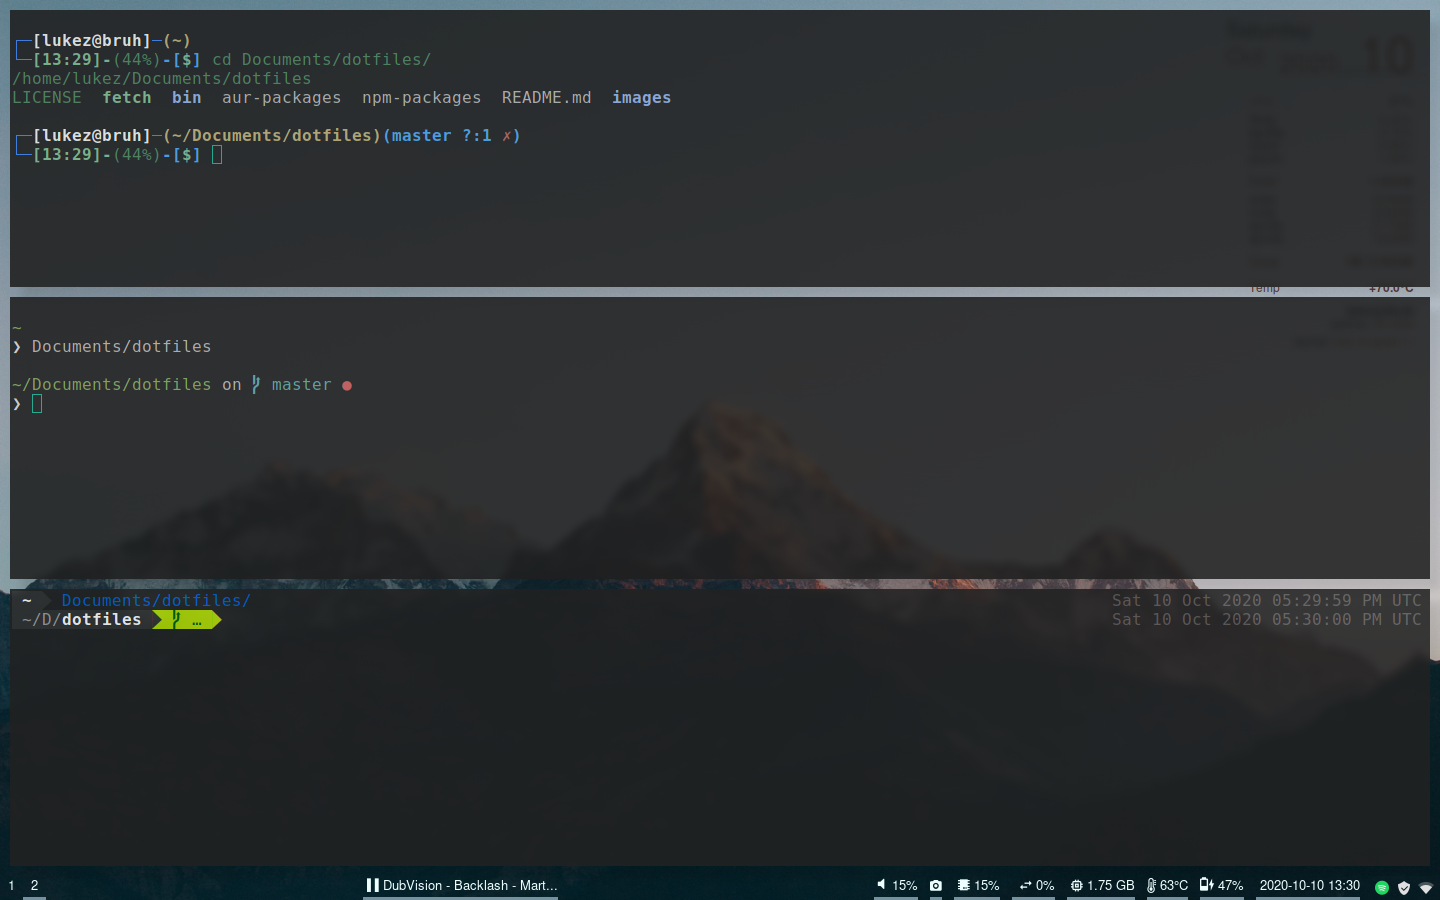 [lukez@bruh]─(~)
[13:29]-(44%)-[$] cd Documents/dotfiles/
/home/lukez/Documents/dotfiles
LICENSE fetch bin aur-packages npm-packages README.md images
[lukez@bruh]─(~/Documents/dotfiles)(master ?:1 ✗)
[13:29]-(44%)-[$]
10
Temp +70.0°C
~
❯ Documents/dotfiles
~/Documents/dotfiles on master ●
❯
~ Documents/dotfiles/ Sat 10 Oct 2020 05:29:59 PM UTC
~/D/dotfiles … Sat 10 Oct 2020 05:30:00 PM UTC
1 2 DubVision - Backlash - Mart... 15% 15% 0% 1.75 GB 63°C 47% 2020-10-10 13:30